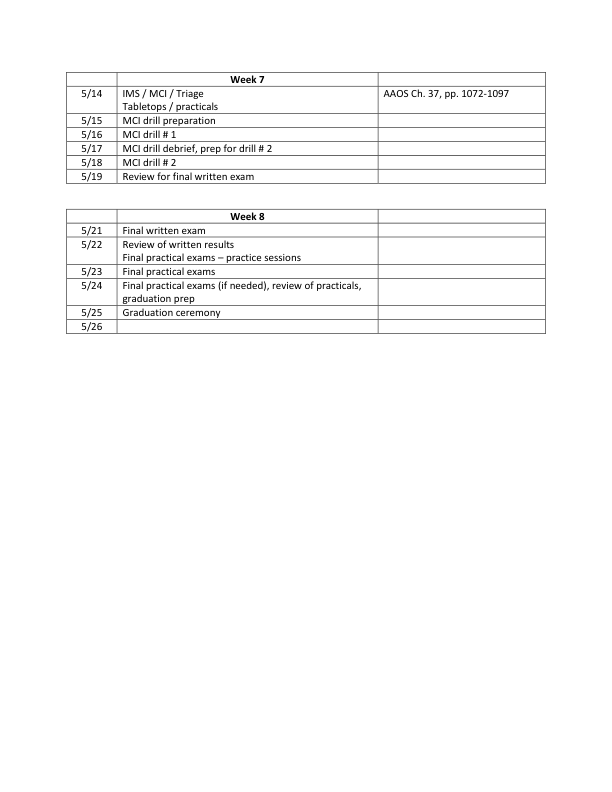 Week 7
5/14 IMS / MCI / Triage AAOS Ch. 37, pp. 1072-1097
Tabletops / practicals
5/15 MCI drill preparation
5/16 MCI drill # 1
5/17 MCI drill debrief, prep for drill # 2
5/18 MCI drill # 2
5/19 Review for final written exam
Week 8
5/21 Final written exam
5/22 Review of written results
Final practical exams – practice sessions
5/23 Final practical exams
5/24 Final practical exams (if needed), review of practicals,
graduation prep
5/25 Graduation ceremony
5/26